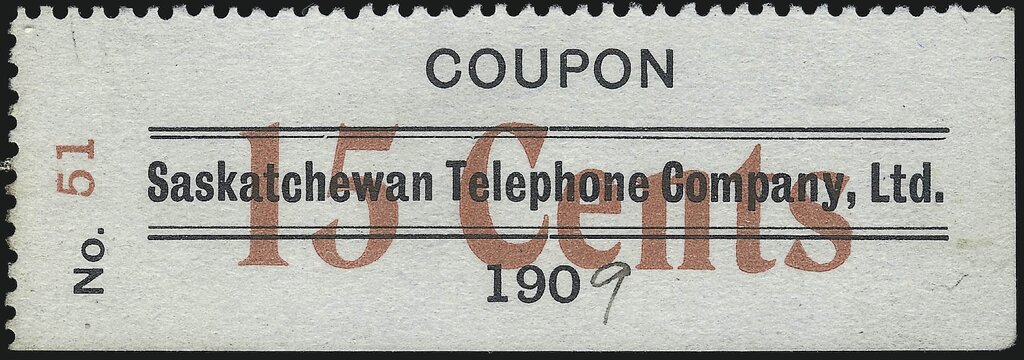 COUPON
15 Cents
Saskatchewan Telephone Company, Ltd.
1909
No. 51